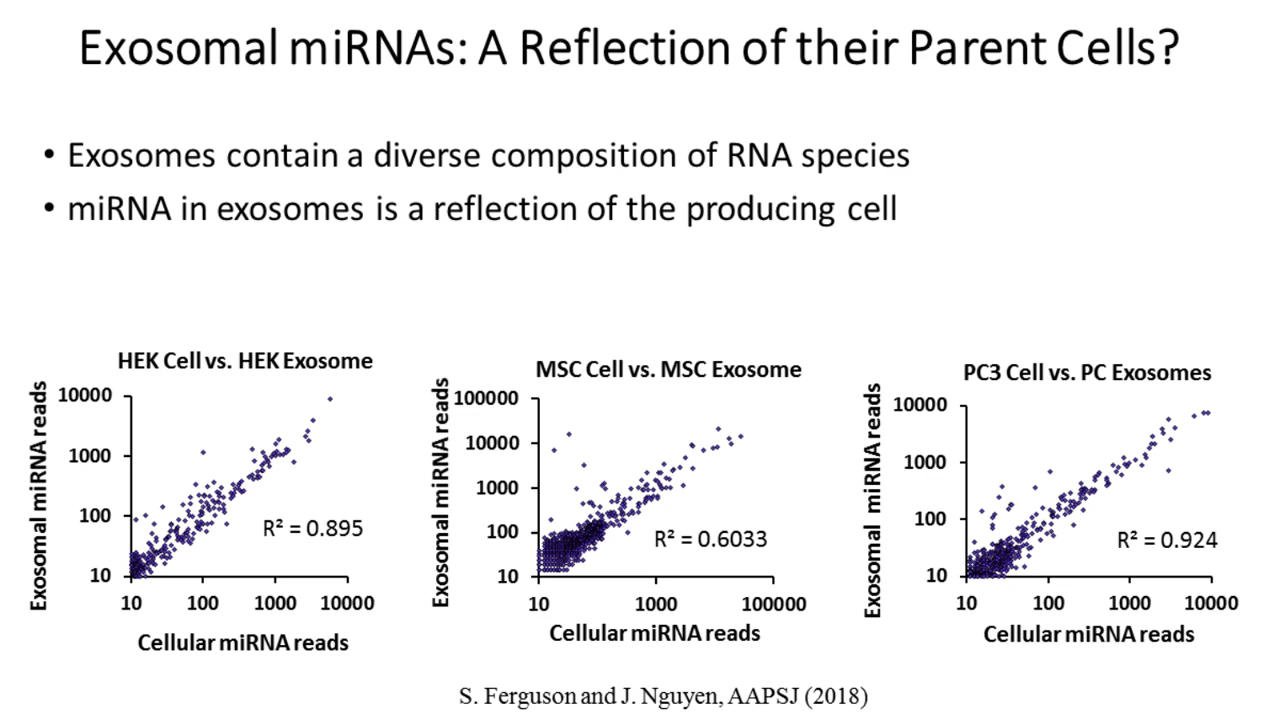 Exosomal miRNAs: A Reflection of their Parent Cells?
• Exosomes contain a diverse composition of RNA species
• miRNA in exosomes is a reflection of the producing cell
HEK Cell vs. HEK Exosome
Exosomal miRNA reads
10000
1000
100
10
R² = 0.895
10 100 1000 10000
Cellular miRNA reads
MSC Cell vs. MSC Exosome
Exosomal miRNA reads
100000
10000
1000
100
10
R² = 0.6033
10 1000 100000
Cellular miRNA reads
PC3 Cell vs. PC Exosomes
Exosomal miRNA reads
10000
1000
100
10
R² = 0.924
10 100 1000 10000
Cellular miRNA reads
S. Ferguson and J. Nguyen, AAPSJ (2018)